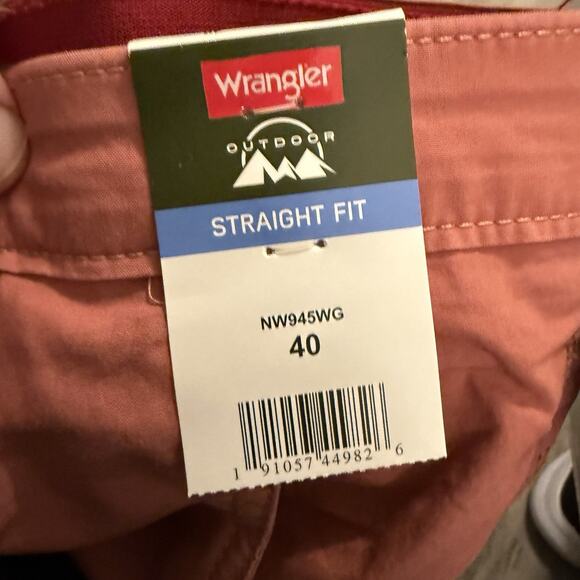 Wrangler
OUTDOOR
STRAIGHT FIT
NW945WG
40
1 91057 44982 6